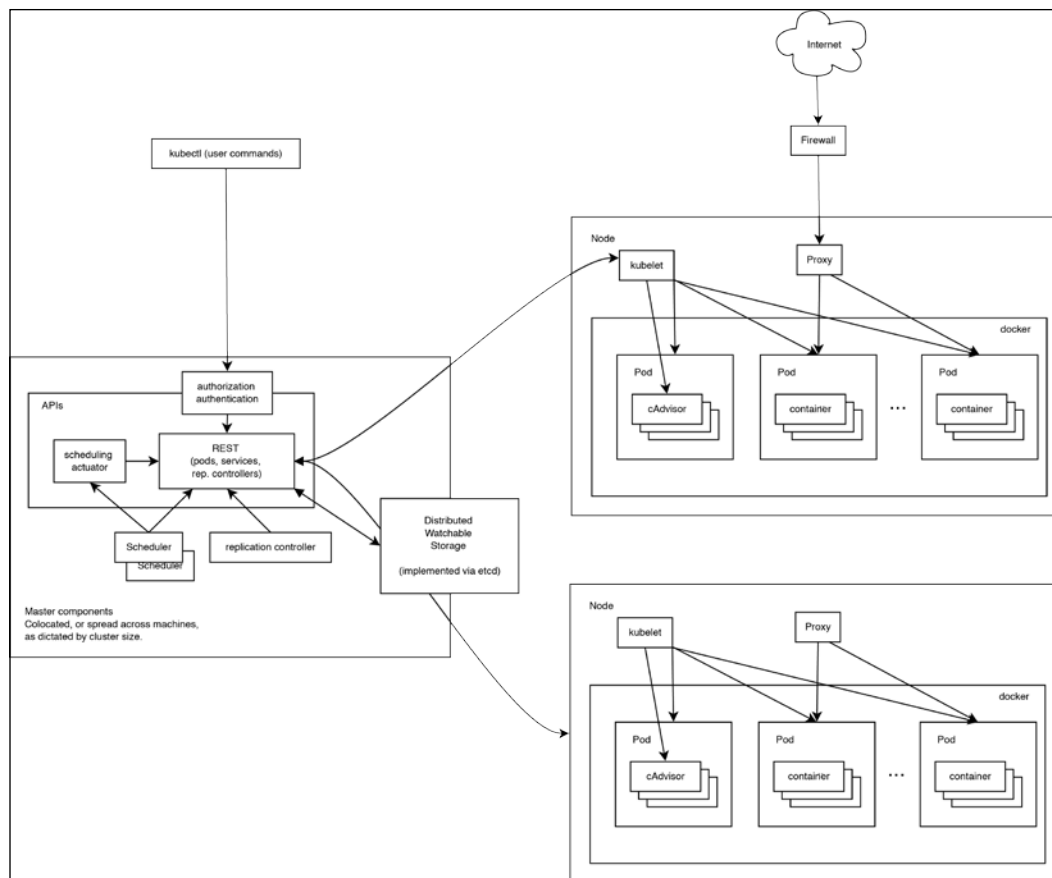 Internet
Firewall
kubectl (user commands)
Node
kubelet
Proxy
docker
Pod
Pod
Pod
cAdvisor
container
...
container
authorization
authentication
APIs
scheduling
actuator
REST
(pods, services,
rep. controllers)
Scheduler
Scheduler
replication controller
Distributed
Watchable
Storage
(implemented via etcd)
Master components
Colocated, or spread across machines,
as dictated by cluster size.
Node
kubelet
Proxy
docker
Pod
Pod
Pod
cAdvisor
container
...
container